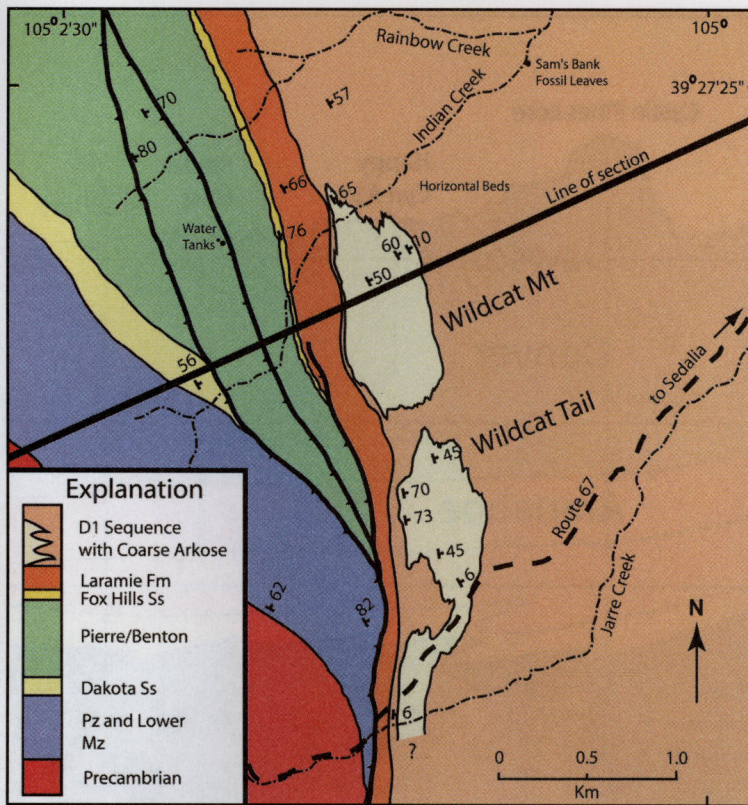 105° 2'30"
105°
Rainbow Creek
Sam's Bank
Fossil Leaves
39° 27'25"
Indian Creek
57
70
80
66
65
Horizontal Beds
Line of section
76
Water
Tanks
60
70
50
Wildcat Mt
56
to Sedalia
Wildcat Tail
45
70
73
Route 67
45
6
62
82
Jarre Creek
N
6
?
0 0.5 1.0
Km
Explanation
D1 Sequence
with Coarse Arkose
Laramie Fm
Fox Hills Ss
Pierre/Benton
Dakota Ss
Pz and Lower
Mz
Precambrian